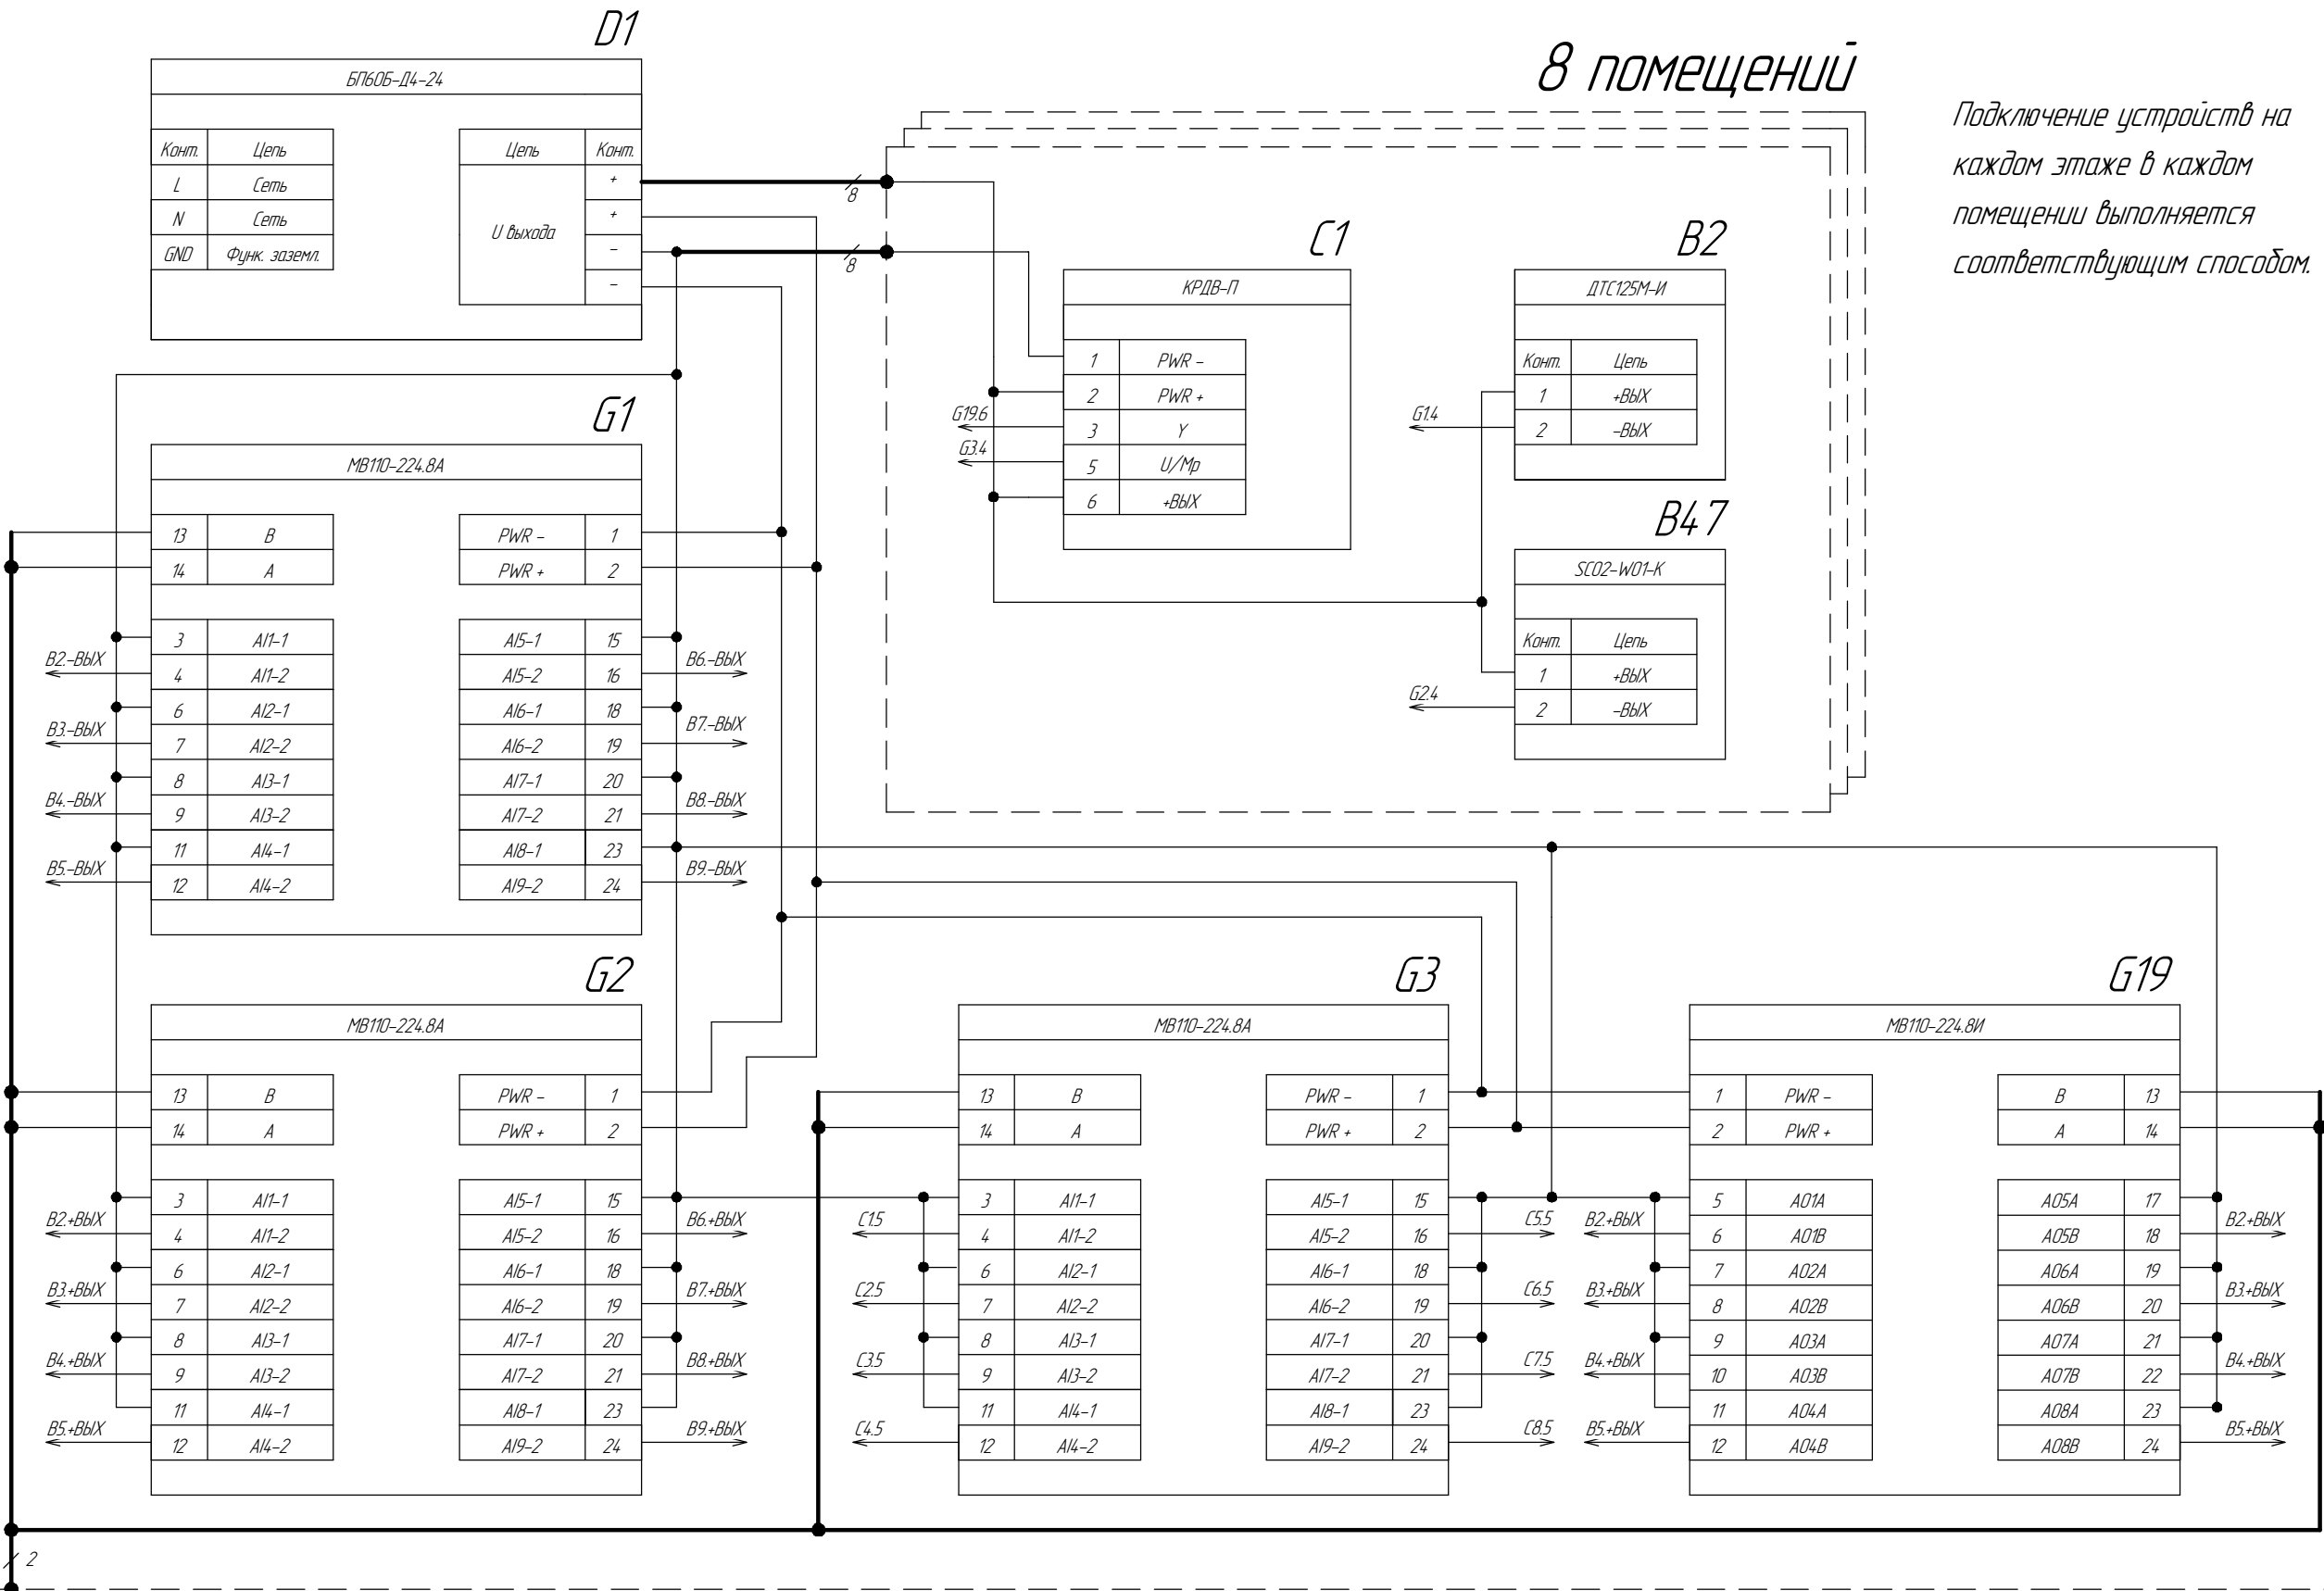 D1
БП60Б-Д4-24
Конт. Цепь
L Сеть
N Сеть
GND Функ. заземл.
Цепь Конт.
U выхода
+
+
-
-
8
8
8 помещений
Подключение устройств на
каждом этаже в каждом
помещении выполняется
соответствующим способом.
C1
КРДВ-П
1 PWR -
2 PWR +
3 Y
5 U/Мр
6 +ВЫХ
G19.6
G3.4
B2
ДТС125М-И
Конт. Цепь
1 +ВЫХ
2 -ВЫХ
G1.4
B47
SC02-W01-K
Конт. Цепь
1 +ВЫХ
2 -ВЫХ
G2.4
G1
МВ110-224.8А
13 B
14 A
PWR - 1
PWR + 2
3 AI1-1
B2.-ВЫХ
4 AI1-2
6 AI2-1
B3.-ВЫХ
7 AI2-2
8 AI3-1
B4.-ВЫХ
9 AI3-2
11 AI4-1
B5.-ВЫХ
12 AI4-2
AI5-1 15
B6.-ВЫХ
AI5-2 16
AI6-1 18
B7.-ВЫХ
AI6-2 19
AI7-1 20
B8.-ВЫХ
AI7-2 21
AI8-1 23
B9.-ВЫХ
AI9-2 24
G2
МВ110-224.8А
13 B
14 A
PWR - 1
PWR + 2
3 AI1-1
B2.+ВЫХ
4 AI1-2
6 AI2-1
B3.+ВЫХ
7 AI2-2
8 AI3-1
B4.+ВЫХ
9 AI3-2
11 AI4-1
B5.+ВЫХ
12 AI4-2
AI5-1 15
B6.+ВЫХ
AI5-2 16
AI6-1 18
B7.+ВЫХ
AI6-2 19
AI7-1 20
B8.+ВЫХ
AI7-2 21
AI8-1 23
B9.+ВЫХ
AI9-2 24
G3
МВ110-224.8А
13 B
14 A
PWR - 1
PWR + 2
3 AI1-1
C1.5
4 AI1-2
6 AI2-1
C2.5
7 AI2-2
8 AI3-1
C3.5
9 AI3-2
11 AI4-1
C4.5
12 AI4-2
AI5-1 15
C5.5
AI5-2 16
AI6-1 18
C6.5
AI6-2 19
AI7-1 20
C7.5
AI7-2 21
AI8-1 23
C8.5
AI9-2 24
G19
МВ110-224.8И
1 PWR -
2 PWR +
B 13
A 14
5 AO1A
B2.+ВЫХ
6 AO1B
7 AO2A
B3.+ВЫХ
8 AO2B
9 AO3A
B4.+ВЫХ
10 AO3B
11 AO4A
B5.+ВЫХ
12 AO4B
AO5A 17
B2.+ВЫХ
AO5B 18
AO6A 19
B3.+ВЫХ
AO6B 20
AO7A 21
B4.+ВЫХ
AO7B 22
AO8A 23
B5.+ВЫХ
AO8B 24
2